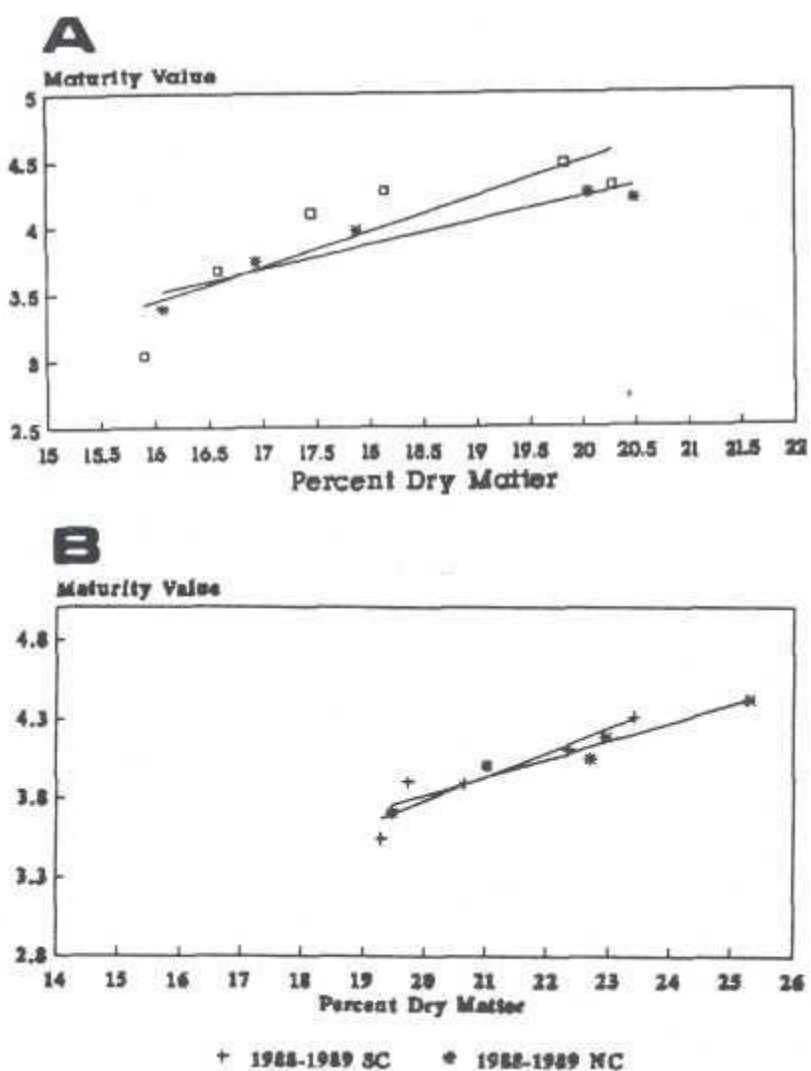 A
Maturity Value
5
4.5
4
3.5
3
2.5
15 15.5 16 16.5 17 17.5 18 18.5 19 19.5 20 20.5 21 21.5 22
Percent Dry Matter
B
Maturity Value
4.8
4.3
3.8
3.3
2.8
14 15 16 17 18 19 20 21 22 23 24 25 26
Percent Dry Matter
+ 1988-1989 SC * 1988-1989 NC